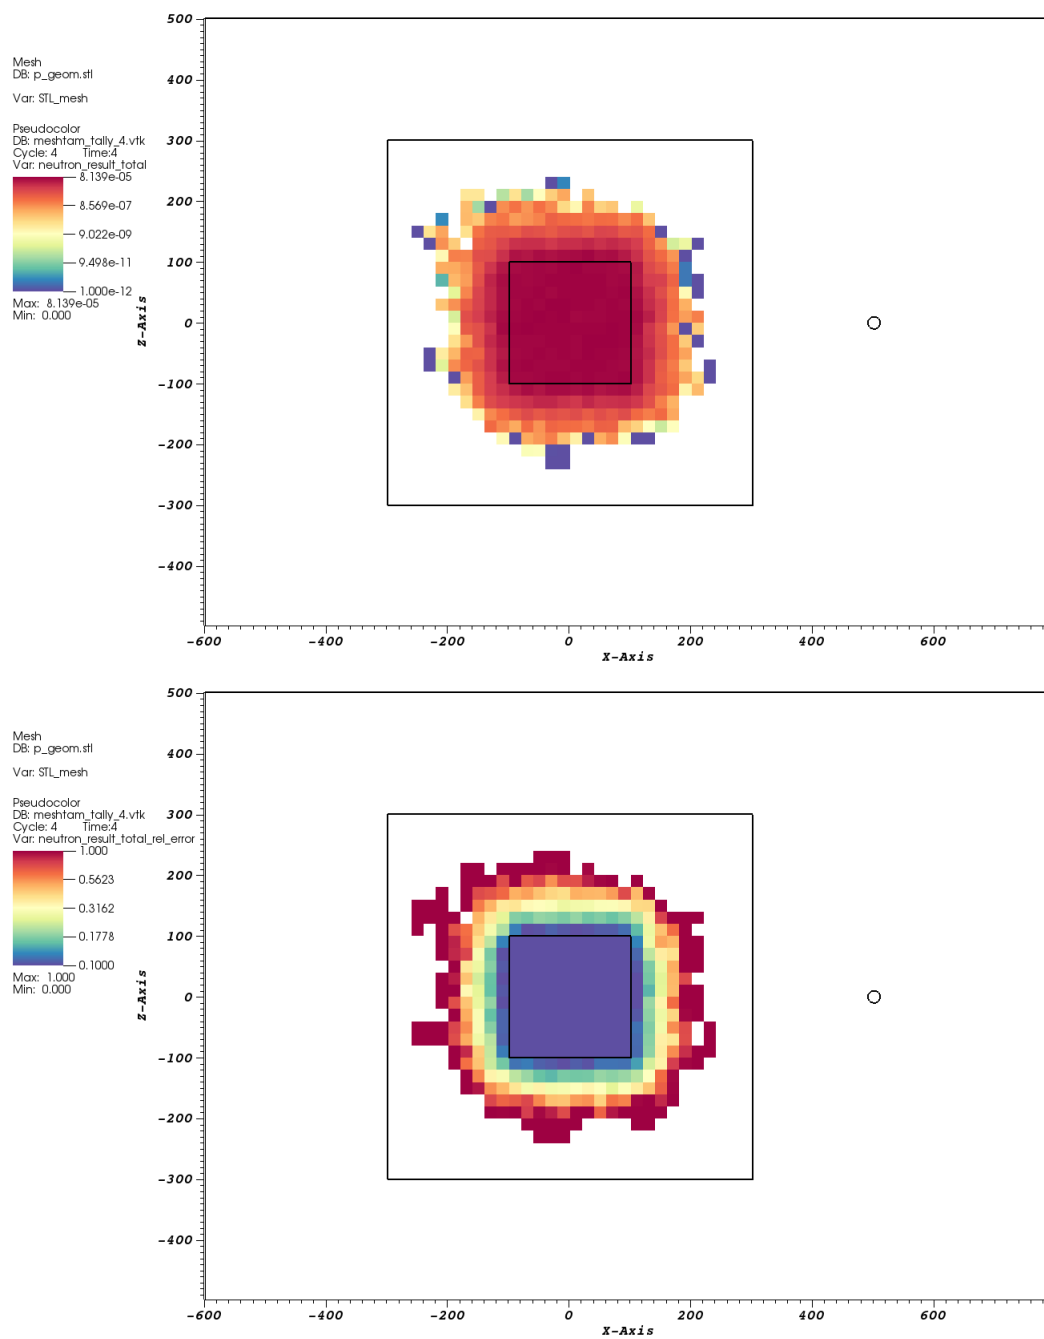 Mesh
DB: p_geom.stl
Var: STL_mesh
Pseudocolor
DB: meshtam_tally_4.vtk
Cycle: 4 Time:4
Var: neutron_result_total
8.139e-05
8.569e-07
9.022e-09
9.498e-11
1.000e-12
Max: 8.139e-05
Min: 0.000
Z-Axis
500
400
300
200
100
0
-100
-200
-300
-400
-600 -400 -200 0 200 400 600
X-Axis
Mesh
DB: p_geom.stl
Var: STL_mesh
Pseudocolor
DB: meshtam_tally_4.vtk
Cycle: 4 Time:4
Var: neutron_result_total_rel_error
1.000
0.5623
0.3162
0.1778
0.1000
Max: 1.000
Min: 0.000
Z-Axis
500
400
300
200
100
0
-100
-200
-300
-400
-600 -400 -200 0 200 400 600
X-Axis